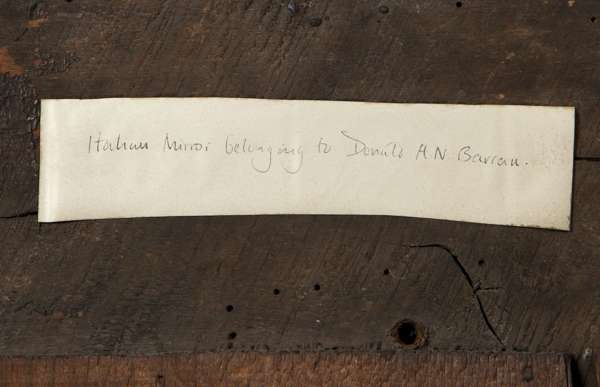 Italian Mirror belonging to Donald H.N. Barran.